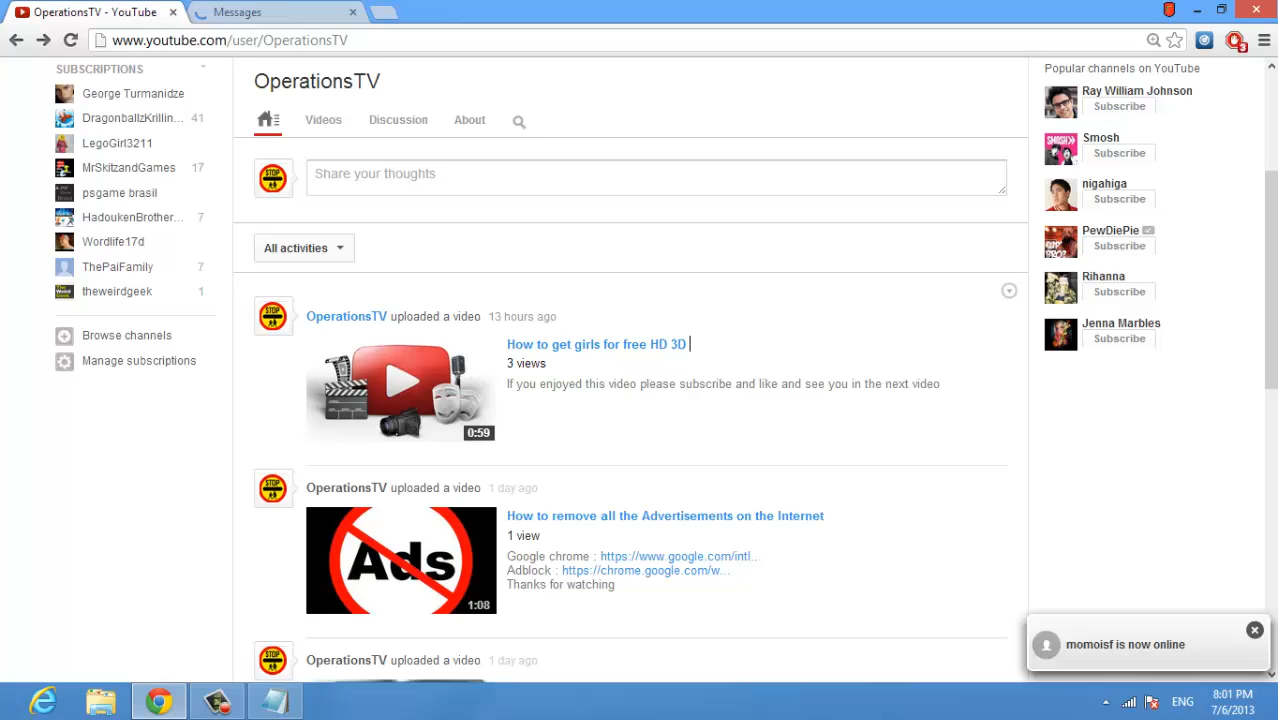 OperationsTV - YouTube
Messages
www.youtube.com/user/OperationsTV
3
SUBSCRIPTIONS
George Turmanidze
DragonballzKrillin... 41
LegoGirl3211
MrSkitzandGames 17
psgame brasil
HadoukenBrother... 7
Wordlife17d
ThePaiFamily 7
theweirdgeek 1
Browse channels
Manage subscriptions
OperationsTV
Videos Discussion About
Share your thoughts
All activities
OperationsTV uploaded a video 13 hours ago
How to get girls for free HD 3D
3 views
If you enjoyed this video please subscribe and like and see you in the next video
0:59
OperationsTV uploaded a video 1 day ago
How to remove all the Advertisements on the Internet
1 view
Google chrome : https://www.google.com/intl...
Adblock : https://chrome.google.com/w...
Thanks for watching
Ads
1:08
OperationsTV uploaded a video 1 day ago
STOP
STOP
STOP
STOP
Popular channels on YouTube
Ray William Johnson
Subscribe
SMOSH
Smosh
Subscribe
nigahiga
Subscribe
PewDiePie
Subscribe
Rihanna
Subscribe
Jenna Marbles
Subscribe
momoisf is now online
ENG
8:01 PM
7/6/2013